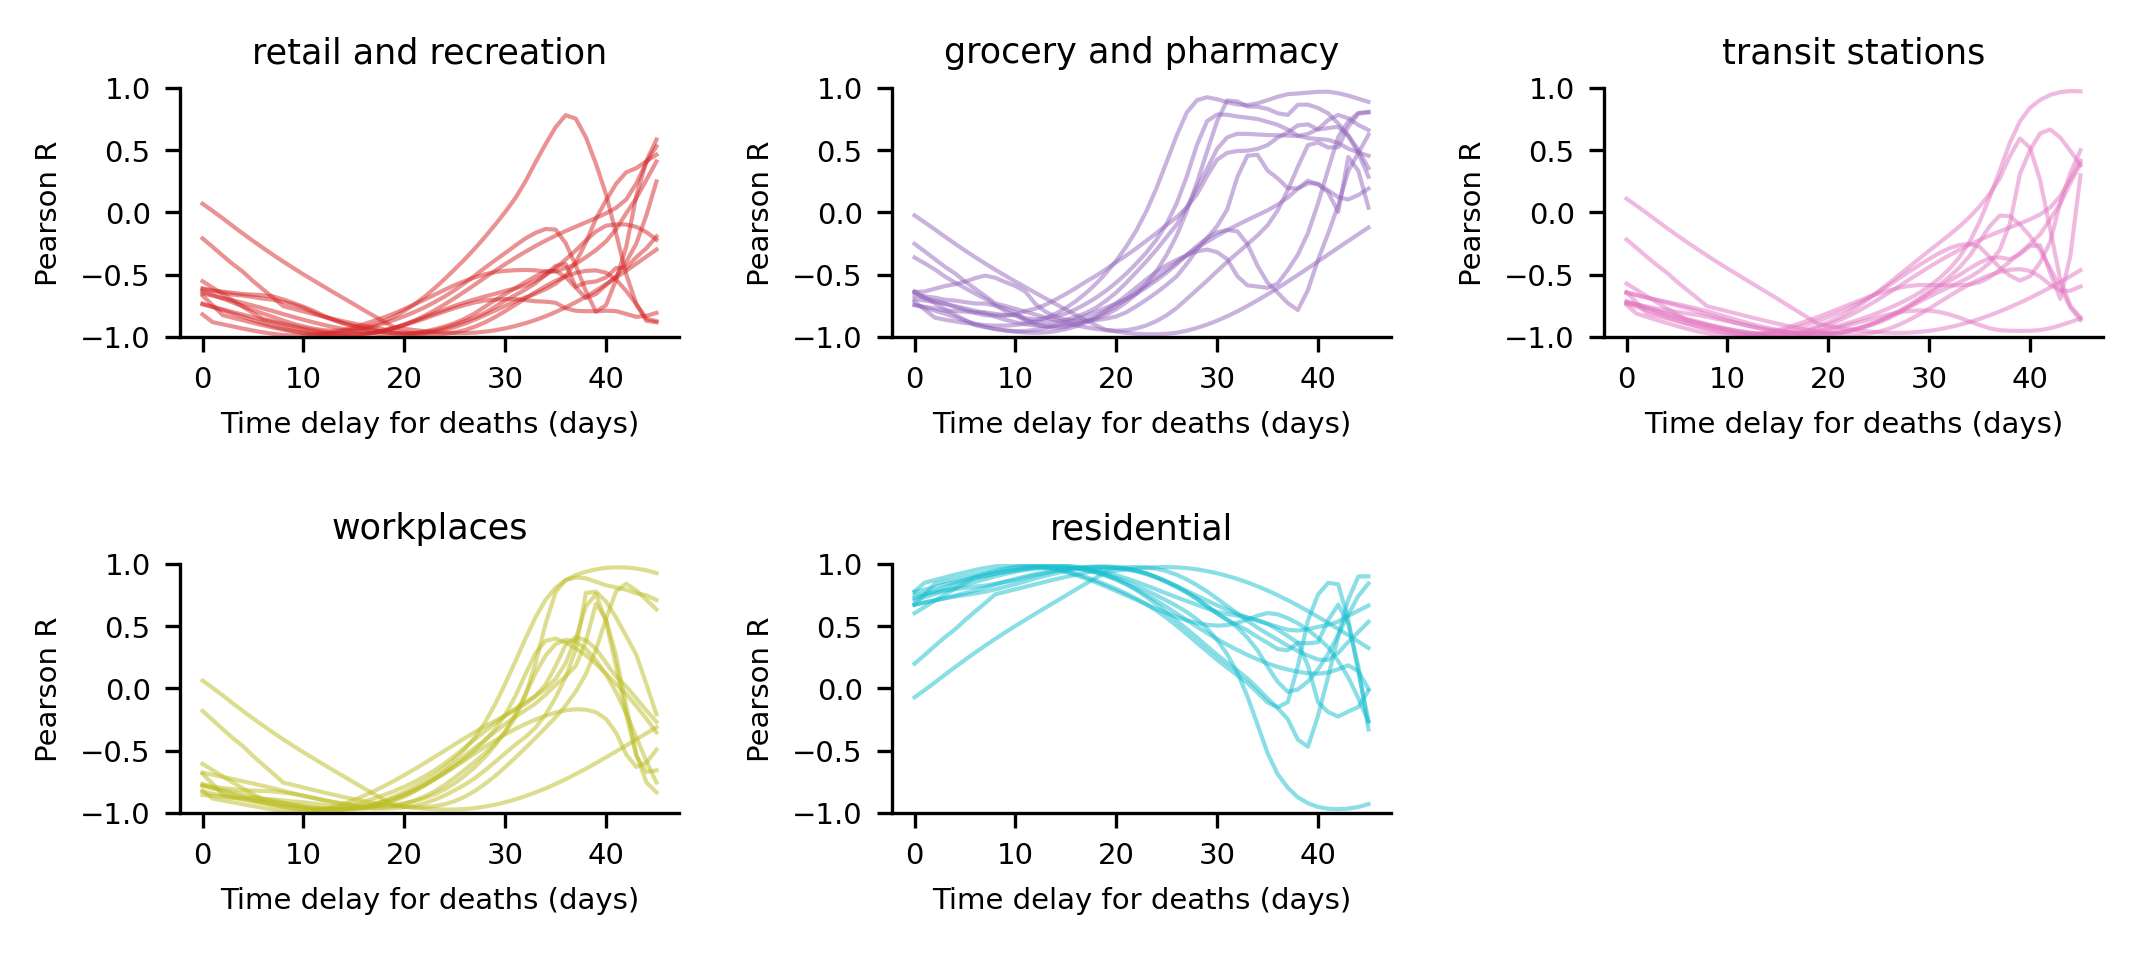 retail and recreation
grocery and pharmacy
transit stations
1.0
0.5
0.0
−0.5
−1.0
Pearson R
0 10 20 30 40
Time delay for deaths (days)
1.0
0.5
0.0
−0.5
−1.0
Pearson R
0 10 20 30 40
Time delay for deaths (days)
1.0
0.5
0.0
−0.5
−1.0
Pearson R
0 10 20 30 40
Time delay for deaths (days)
workplaces
residential
1.0
0.5
0.0
−0.5
−1.0
Pearson R
0 10 20 30 40
Time delay for deaths (days)
1.0
0.5
0.0
−0.5
−1.0
Pearson R
0 10 20 30 40
Time delay for deaths (days)